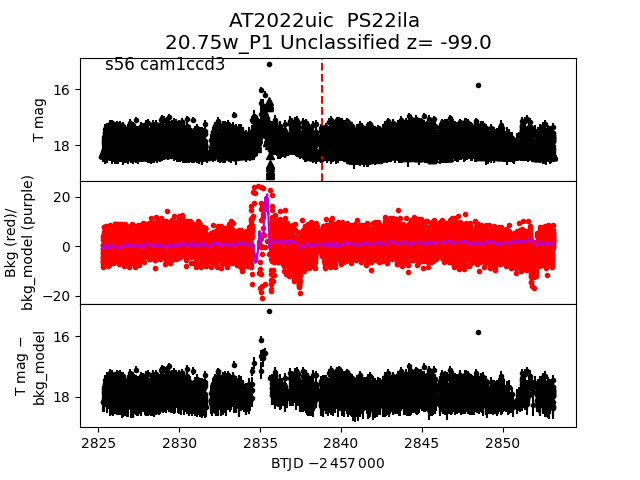 AT2022uic  PS22ila
20.75w_P1 Unclassified z= -99.0
s56 cam1ccd3
16
18
T mag
20
0
−20
Bkg (red)/
bkg_model (purple)
16
18
T mag −
bkg_model
2825
2830
2835
2840
2845
2850
BTJD −2 457 000